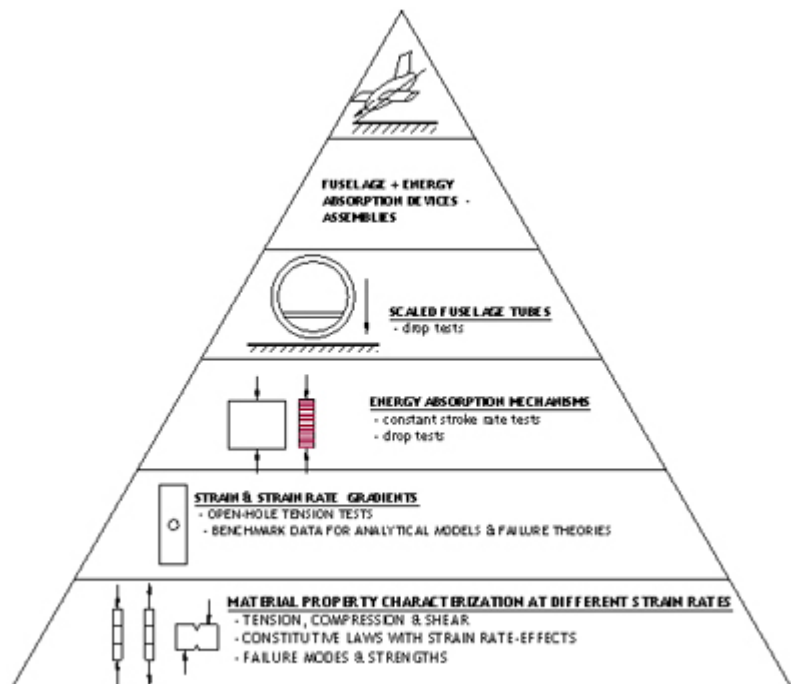 FUSELAGE + ENERGY
ABSORPTION DEVICES -
ASSEMBLIES
SCALED FUSELAGE TUBES
- drop tests
ENERGY ABSORPTION MECHANISMS
- constant stroke rate tests
- drop tests
STRAIN & STRAIN RATE GRADIENTS
- OPEN-HOLE TENSION TESTS
- BENCHMARK DATA FOR ANALYTICAL MODELS & FAILURE THEORIES
MATERIAL PROPERTY CHARACTERIZATION AT DIFFERENT STRAIN RATES
- TENSION, COMPRESSION & SHEAR
- CONSTITUTIVE LAWS WITH STRAIN RATE-EFFECTS
- FAILURE MODES & STRENGTHS